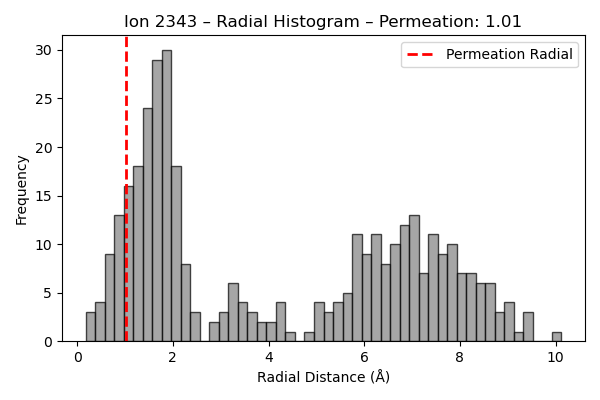 Ion 2343 – Radial Histogram – Permeation: 1.01
Permeation Radial
Frequency
30
25
20
15
10
5
0
0 2 4 6 8 10
Radial Distance (Å)